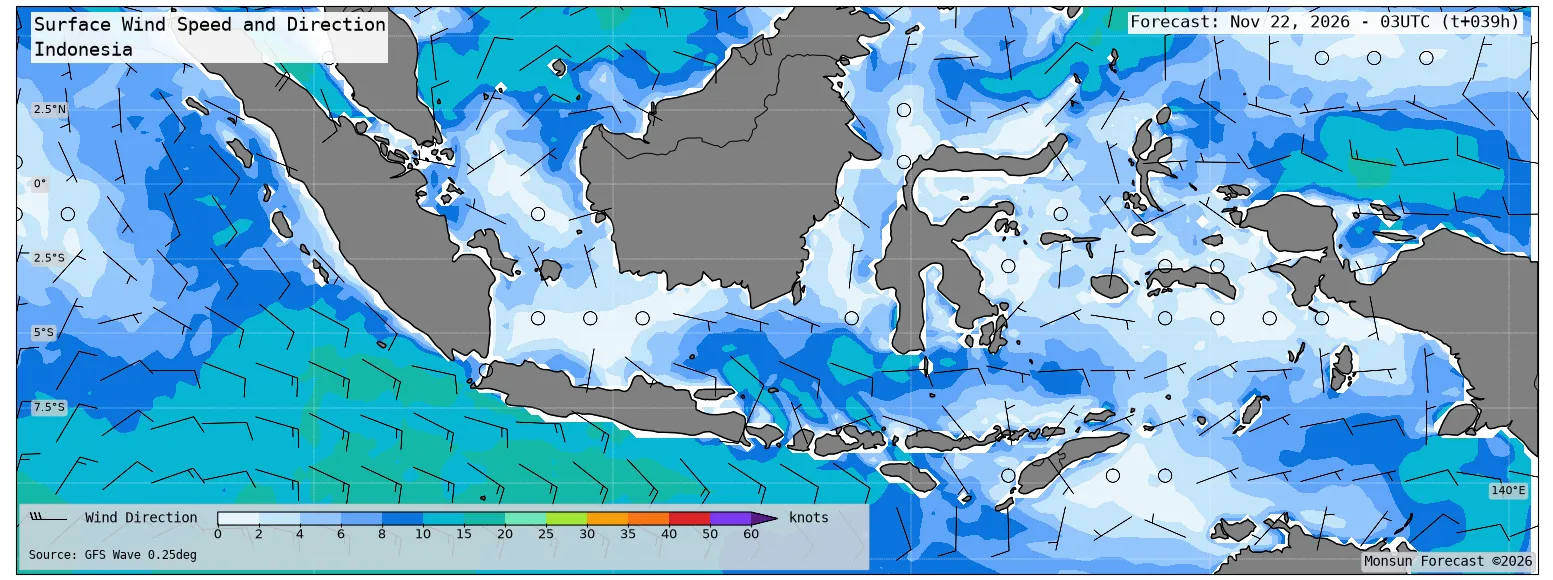 Surface Wind Speed and Direction
Indonesia
Forecast: Nov 22, 2026 - 03UTC (t+039h)
2.5°N
0°
2.5°S
5°S
7.5°S
140°E
Wind Direction
0 2 4 6 8 10 15 20 25 30 35 40 50 60
knots
Source: GFS Wave 0.25deg
Monsun Forecast ©2026